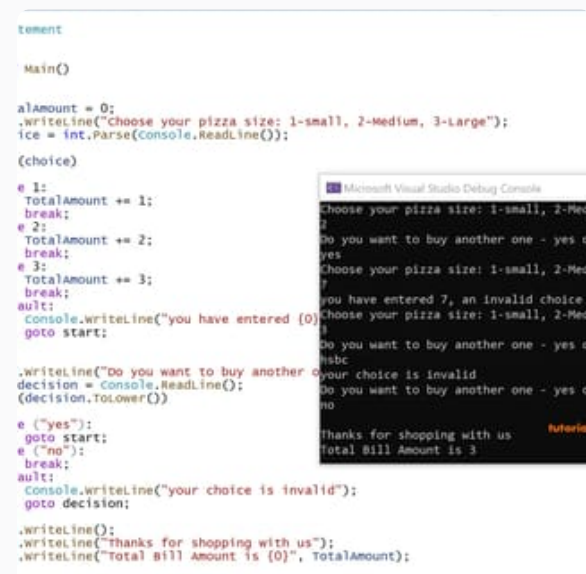 tement
Main()
alAmount = 0;
.WriteLine("Choose your pizza size: 1-small, 2-Medium, 3-Large");
ice = int.Parse(Console.ReadLine());
(choice)
e 1:
TotalAmount += 1;
break;
e 2:
TotalAmount += 2;
break;
e 3:
TotalAmount += 3;
break;
ault:
Console.WriteLine("you have entered {0}
goto start;
.WriteLine("Do you want to buy another o
decision = Console.ReadLine();
(decision.ToLower())
e ("yes"):
goto start;
e ("no"):
break;
ault:
Console.WriteLine("your choice is invalid");
goto decision;
.WriteLine();
.WriteLine("Thanks for shopping with us");
.WriteLine("Total Bill Amount is {0}", TotalAmount);
Microsoft Visual Studio Debug Console
Choose your pizza size: 1-small, 2-Med
2
Do you want to buy another one - yes o
yes
Choose your pizza size: 1-small, 2-Med
7
you have entered 7, an invalid choice
Choose your pizza size: 1-small, 2-Med
3
Do you want to buy another one - yes o
hsbc
your choice is invalid
Do you want to buy another one - yes o
no
tutoria
Thanks for shopping with us
Total Bill Amount is 3